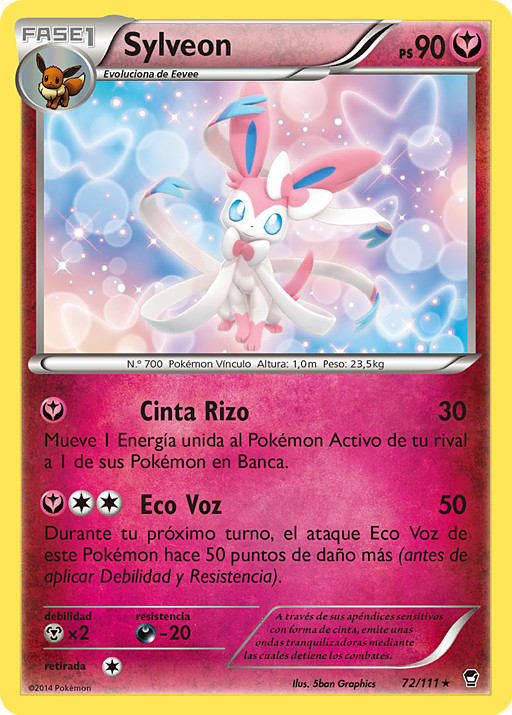 FASE1
Sylveon
PS 90
Evoluciona de Eevee
N.º 700 Pokémon Vínculo Altura: 1,0m Peso: 23,5kg
Cinta Rizo 30
Mueve 1 Energía unida al Pokémon Activo de tu rival
a 1 de sus Pokémon en Banca.
Eco Voz 50
Durante tu próximo turno, el ataque Eco Voz de
este Pokémon hace 50 puntos de daño más (antes de
aplicar Debilidad y Resistencia).
debilidad resistencia
×2 -20
retirada
A través de sus apéndices sensitivos
con forma de cinta, emite unas
ondas tranquilizadoras mediante
las cuales detiene los combates.
©2014 Pokémon
Ilus. 5ban Graphics
72/111